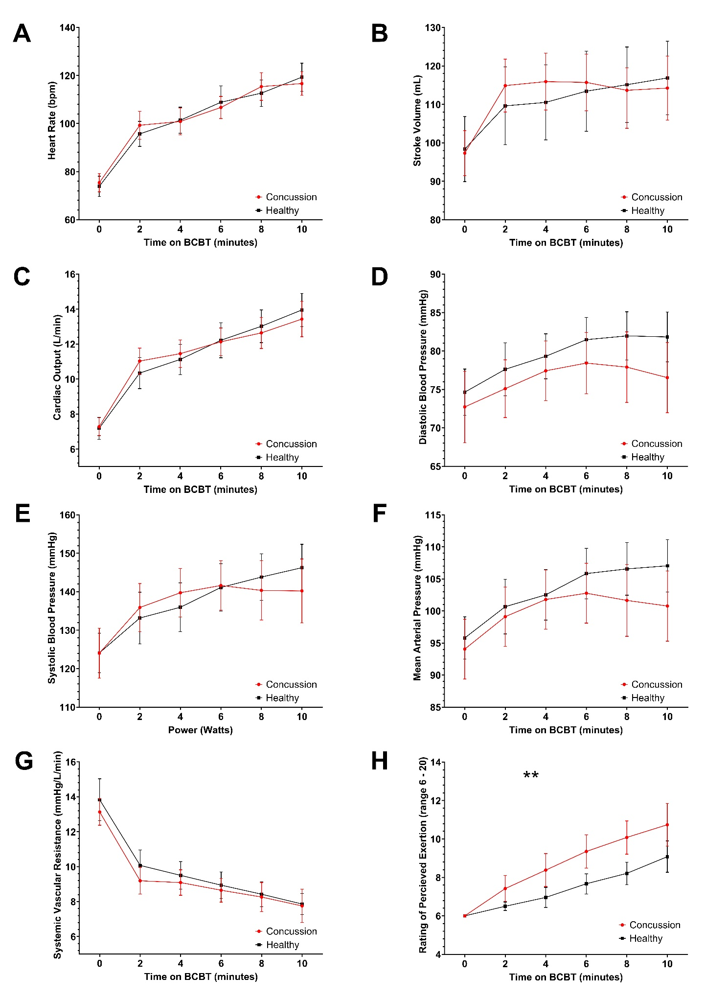 A
Heart Rate (bpm)
140
120
100
80
60
0 2 4 6 8 10
Time on BCBT (minutes)
Concussion
Healthy
B
Stroke Volume (mL)
130
120
110
100
90
80
0 2 4 6 8 10
Time on BCBT (minutes)
Concussion
Healthy
C
Cardiac Output (L/min)
16
14
12
10
8
6
0 2 4 6 8 10
Time on BCBT (minutes)
Concussion
Healthy
D
Diastolic Blood Pressure (mmHg)
90
85
80
75
70
65
0 2 4 6 8 10
Time on BCBT (minutes)
Concussion
Healthy
E
Systolic Blood Pressure (mmHg)
160
150
140
130
120
110
0 2 4 6 8 10
Power (Watts)
Concussion
Healthy
F
Mean Arterial Pressure (mmHg)
115
110
105
100
95
90
85
0 2 4 6 8 10
Time on BCBT (minutes)
Concussion
Healthy
G
Systemic Vascular Resistance (mmHg/L/min)
16
14
12
10
8
6
0 2 4 6 8 10
Time on BCBT (minutes)
Concussion
Healthy
H
Rating of Percieved Exertion (range 6 - 20)
14
12
10
8
6
4
**
0 2 4 6 8 10
Time on BCBT (minutes)
Concussion
Healthy